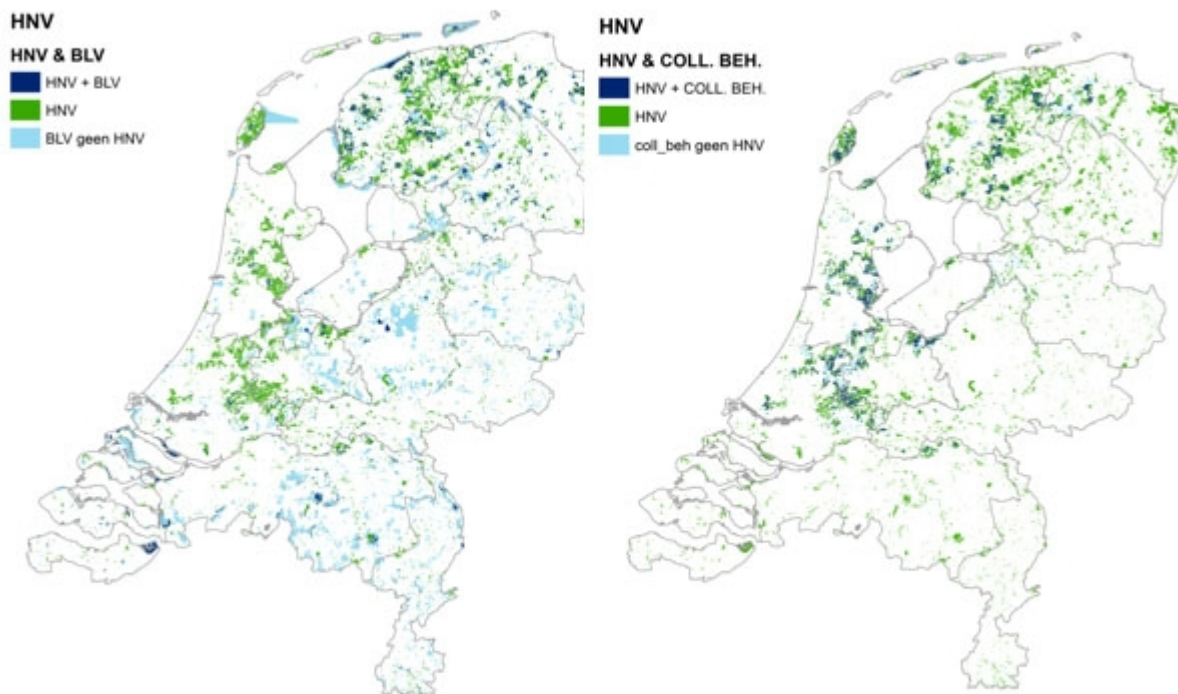 HNV
HNV & BLV
HNV + BLV
HNV
BLV geen HNV
HNV
HNV & COLL. BEH.
HNV + COLL. BEH.
HNV
coll_beh geen HNV